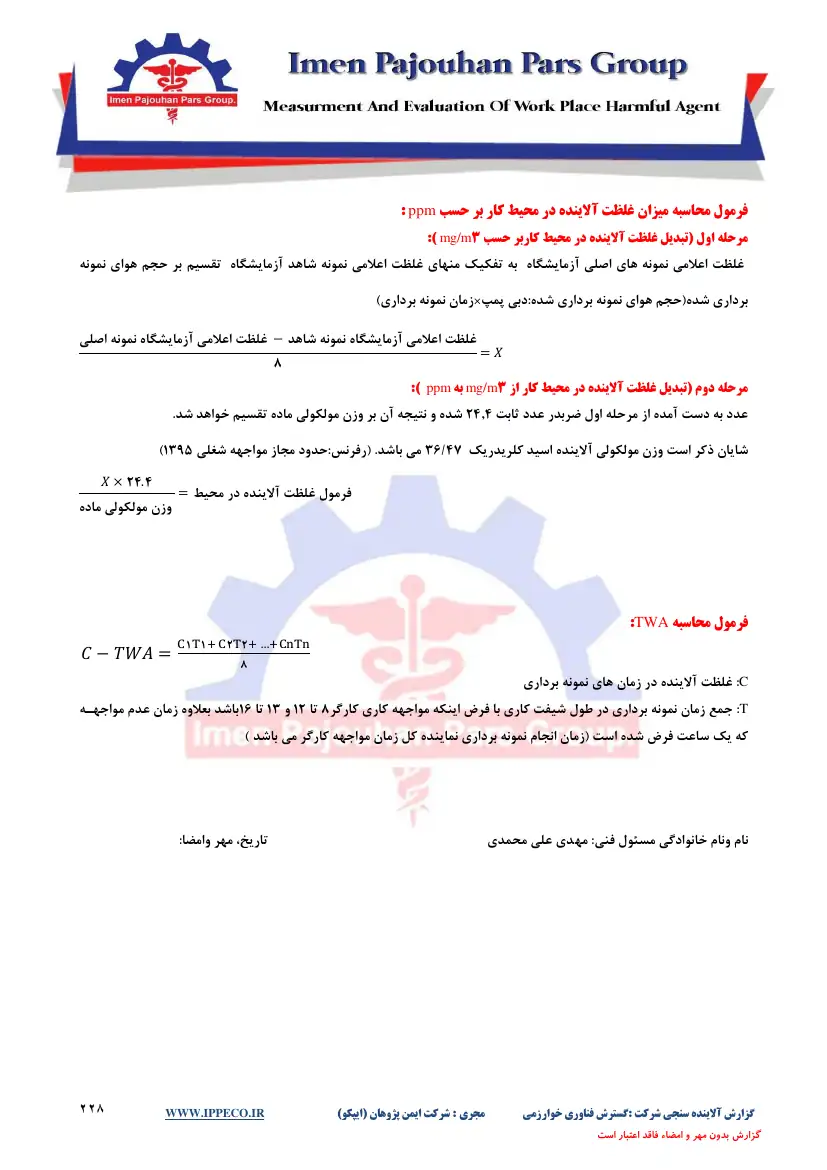 Imen Pajouhan Pars Group
Imen Pajouhan Pars Group.
Measurment And Evaluation Of Work Place Harmful Agent
فرمول محاسبه میزان غلظت آلاینده در محیط کار بر حسب ppm :
مرحله اول (تبدیل غلظت آلاینده در محیط کاربر حسب mg/m۳ ):
غلظت اعلامی نمونه های اصلی آزمایشگاه به تفکیک منهای غلظت اعلامی نمونه شاهد آزمایشگاه تقسیم بر حجم هوای نمونه
برداری شده(حجم هوای نمونه برداری شده:دبی پمپ×زمان نمونه برداری)
غلظت اعلامی آزمایشگاه نمونه شاهد − غلظت اعلامی آزمایشگاه نمونه اصلی
= X
۸
مرحله دوم (تبدیل غلظت آلاینده در محیط کار از mg/m۳ به ppm ):
عدد به دست آمده از مرحله اول ضربدر عدد ثابت ۲۴,۴ شده و نتیجه آن بر وزن مولکولی ماده تقسیم خواهد شد.
شایان ذکر است وزن مولکولی آلاینده اسید کلریدریک ۳۶/۴۷ می باشد. (رفرنس:حدود مجاز مواجهه شغلی ۱۳۹۵)
X × ۲۴.۴
= فرمول غلظت آلاینده در محیط
وزن مولکولی ماده
فرمول محاسبه TWA:
C − TWA = C۱T۱+ C۲T۲+ …+CnTn
۸
C: غلظت آلاینده در زمان های نمونه برداری
T: جمع زمان نمونه برداری در طول شیفت کاری با فرض اینکه مواجهه کاری کارگر۸ تا ۱۲ و ۱۳ تا ۱۶باشد بعلاوه زمان عدم مواجهــه
که یک ساعت فرض شده است (زمان انجام نمونه برداری نماینده کل زمان مواجهه کارگر می باشد )
Imen Pajouhan Pars Group.
نام ونام خانوادگی مسئول فنی: مهدی علی محمدی تاریخ، مهر وامضا:
گزارش آلاینده سنجی شرکت :گسترش فناوری خوارزمی مجری : شرکت ایمن پژوهان (ایپکو) WWW.IPPECO.IR ۲۲۸
گزارش بدون مهر و امضاء فاقد اعتبار است